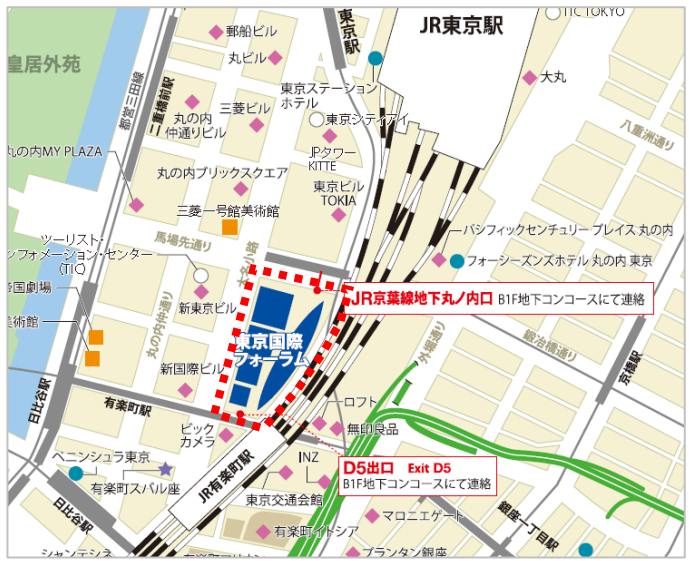 郵船ビル
東京駅
JR東京駅
TIC TOKYO
丸ビル
皇居外苑
都営三田線
二重橋前駅
東京ステーション
ホテル
大丸
三菱ビル
丸の内
仲通りビル
東京シティアイ
八重洲通り
丸の内MY PLAZA
JPタワー
KITTE
丸の内ブリックスクエア
東京ビル
TOKIA
三菱一号館美術館
パシフィックセンチュリー プレイス 丸の内
ツーリスト・
ンフォメーション・センター
(TIC)
馬場先通り
大名小路
フォーシーズンズホテル 丸の内 東京
帝国劇場
新東京ビル
JR京葉線地下丸ノ内口 B1F地下コンコースにて連絡
美術館
丸の内仲通り
東京国際
フォーラム
外堀通り
鍛冶橋通り
京橋駅
新国際ビル
日比谷駅
有楽町駅
ロフト
ビック
カメラ
無印良品
ペニンシュラ東京
JR有楽町駅
INZ
D5出口 Exit D5
B1F地下コンコースにて連絡
有楽町スバル座
日比谷駅
東京交通会館
マロニエゲート
銀座一丁目駅
有楽町イトシア
シャンテシネ
プランタン銀座